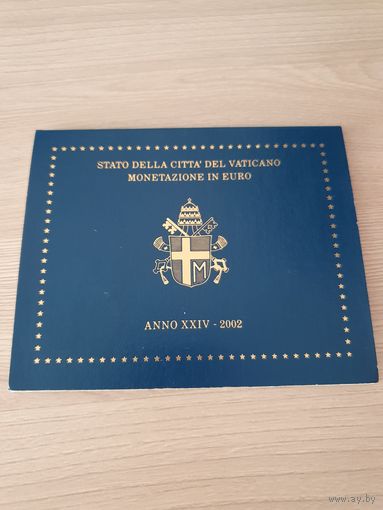 STATO DELLA CITTA' DEL VATICANO
MONETAZIONE IN EURO
M
ANNO XXIV - 2002
www.ay.by